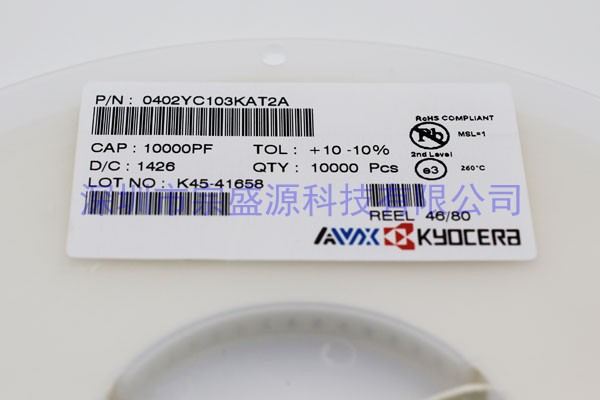 P/N : 0402YC103KAT2A
RoHS COMPLIANT
Pb
MSL=1
2nd Level
CAP : 10000PF TOL : +10 -10%
D/C : 1426 QTY : 10000 Pcs
e3
260°C
LOT NO : K45-41658
深圳市京盛源科技有限公司
REEL 46/80
AVX KYOCERA